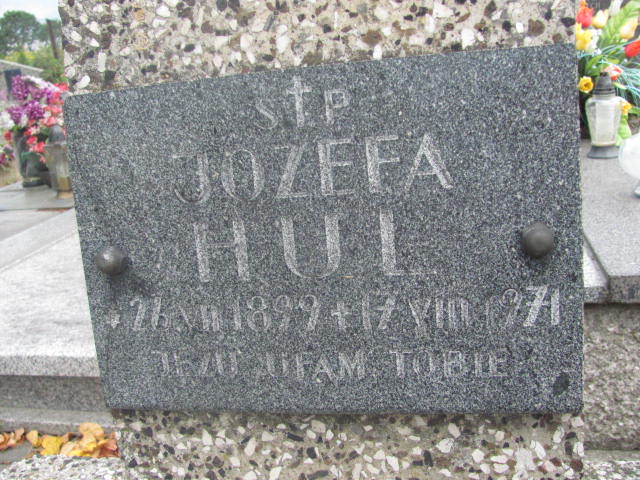 S†P
JÓZEFA
HUL
* 26 VII 1899 + 17 VIII 1971
JEZU UFAM TOBIE